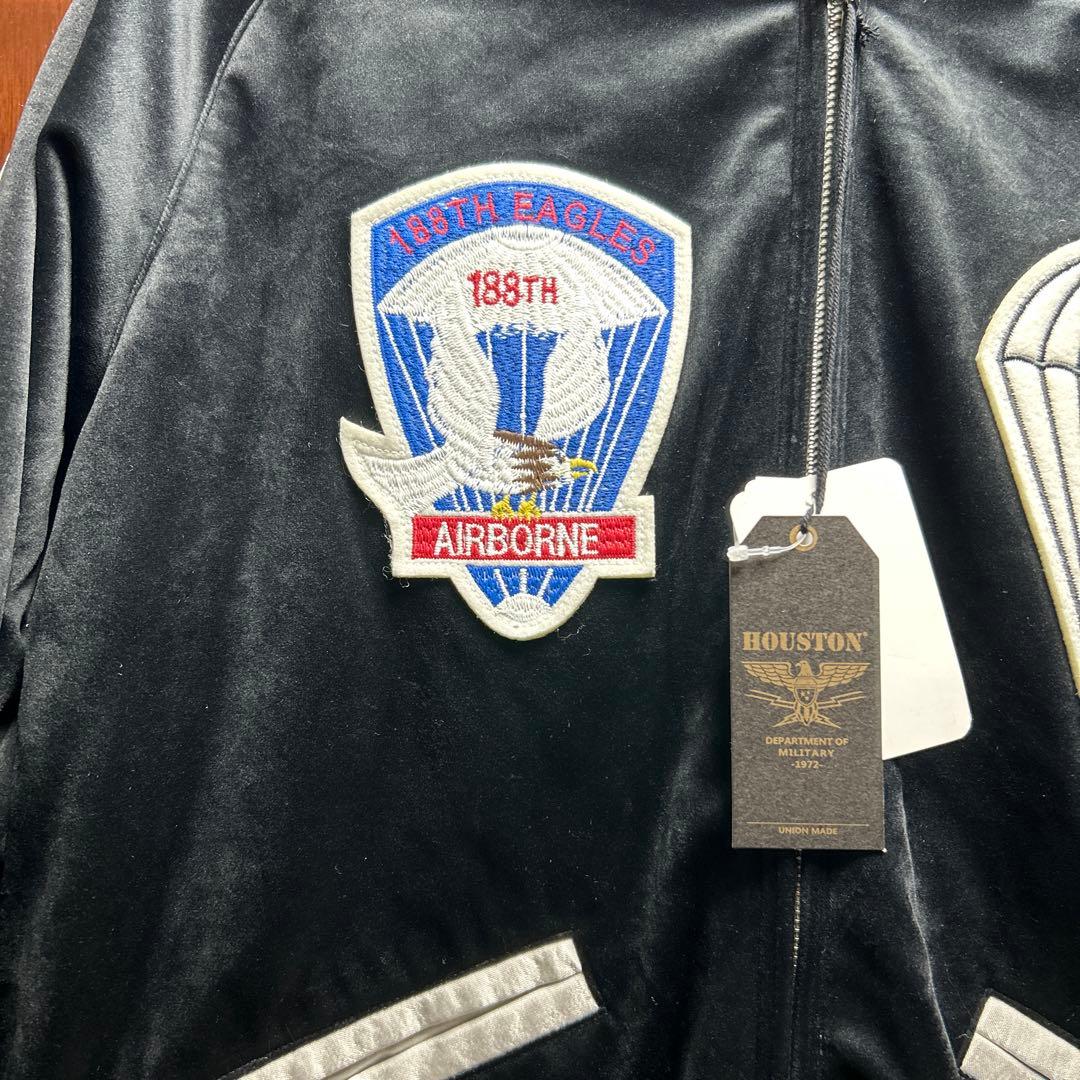 188TH EAGLES
188TH
AIRBORNE
HOUSTON®
DEPARTMENT OF
MILITARY
-1972-
UNION MADE